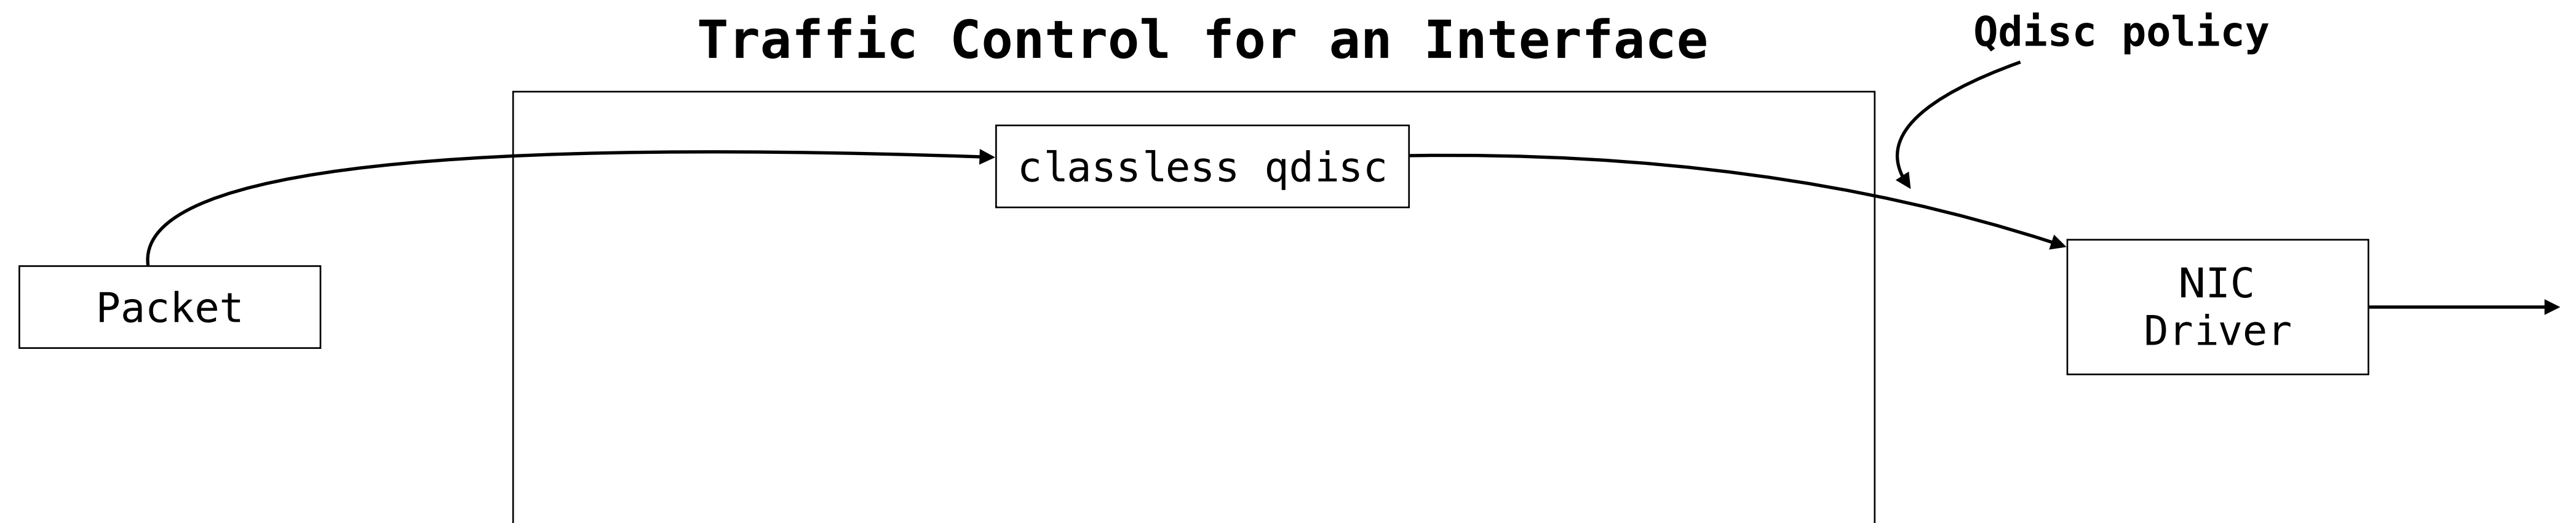 Traffic Control for an Interface
Qdisc policy
classless qdisc
Packet
NIC
Driver